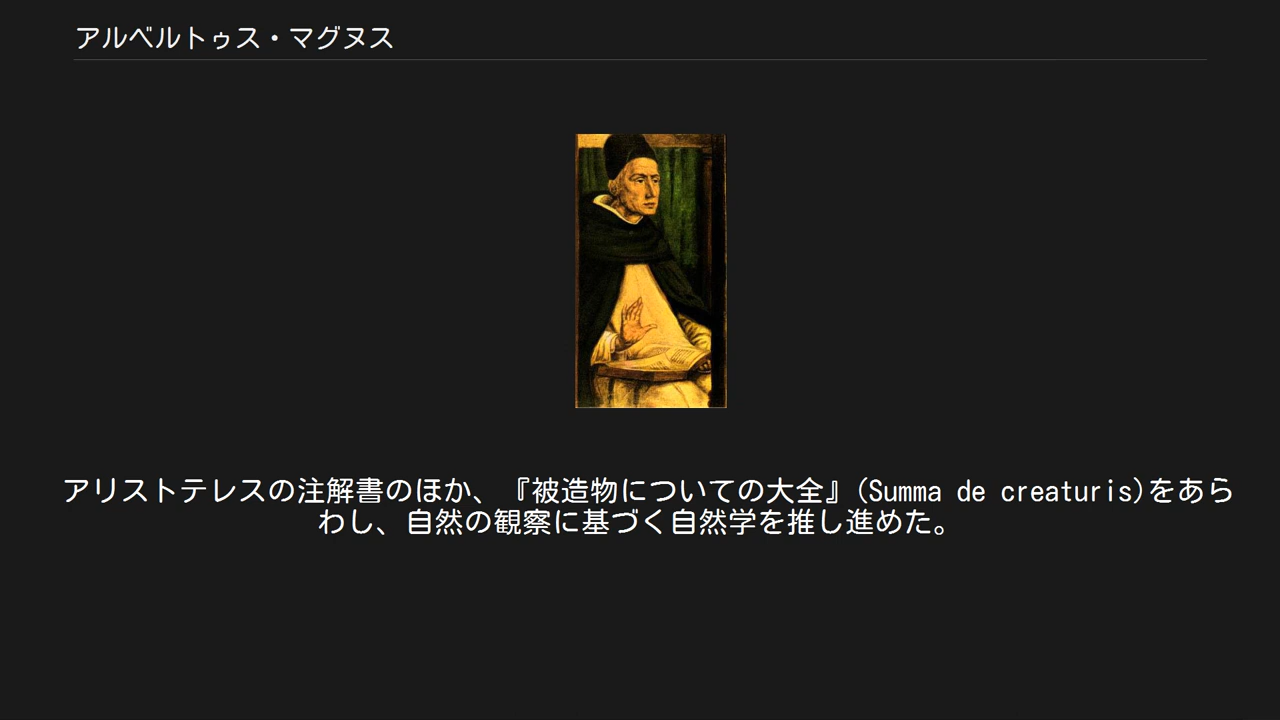 アルベルトゥス・マグヌス
アリストテレスの注解書のほか、『被造物についての大全』(Summa de creaturis)をあら
わし、自然の観察に基づく自然学を推し進めた。